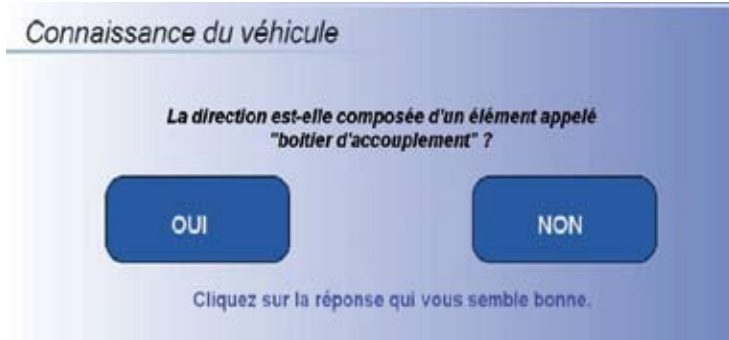 Connaissance du véhicule
La direction est-elle composée d'un élément appelé
"boitier d'accouplement" ?
OUI
NON
Cliquez sur la réponse qui vous semble bonne.